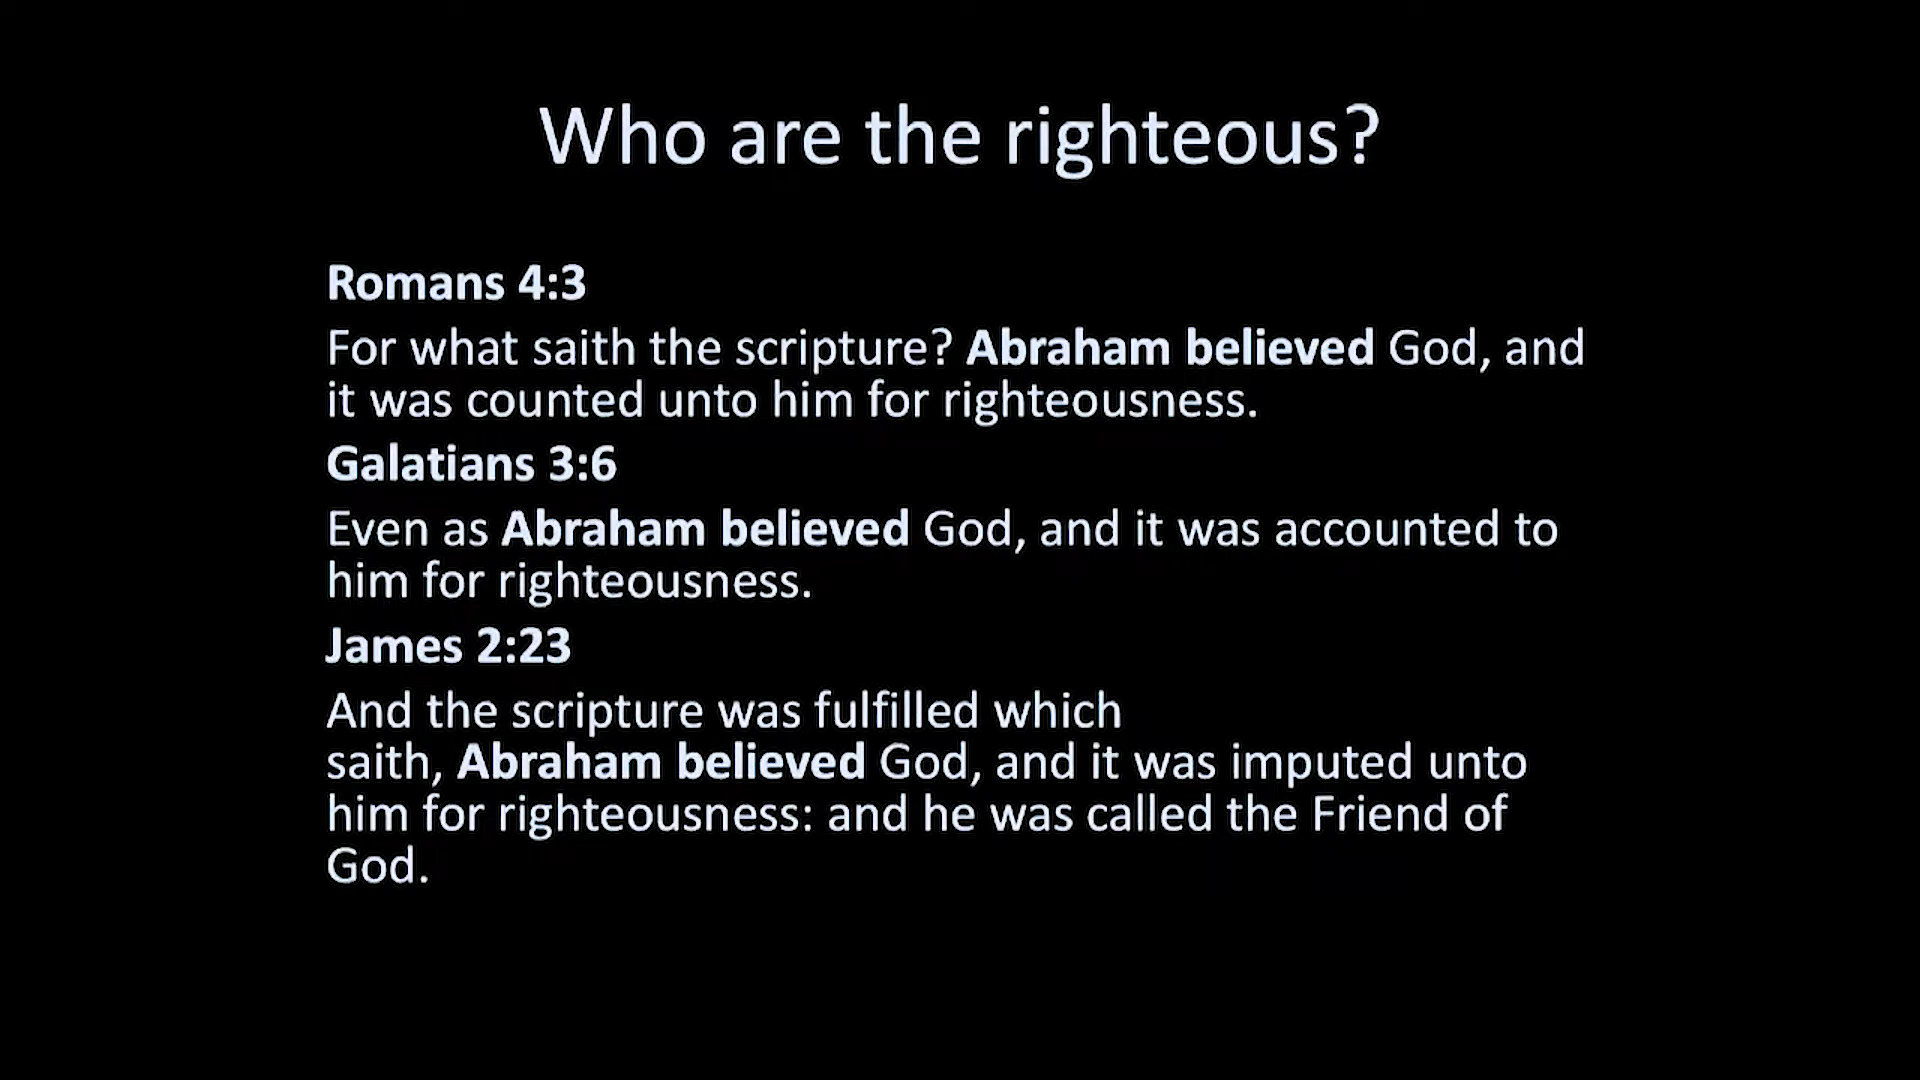 Who are the righteous?
Romans 4:3
For what saith the scripture? Abraham believed God, and
it was counted unto him for righteousness.
Galatians 3:6
Even as Abraham believed God, and it was accounted to
him for righteousness.
James 2:23
And the scripture was fulfilled which
saith, Abraham believed God, and it was imputed unto
him for righteousness: and he was called the Friend of
God.